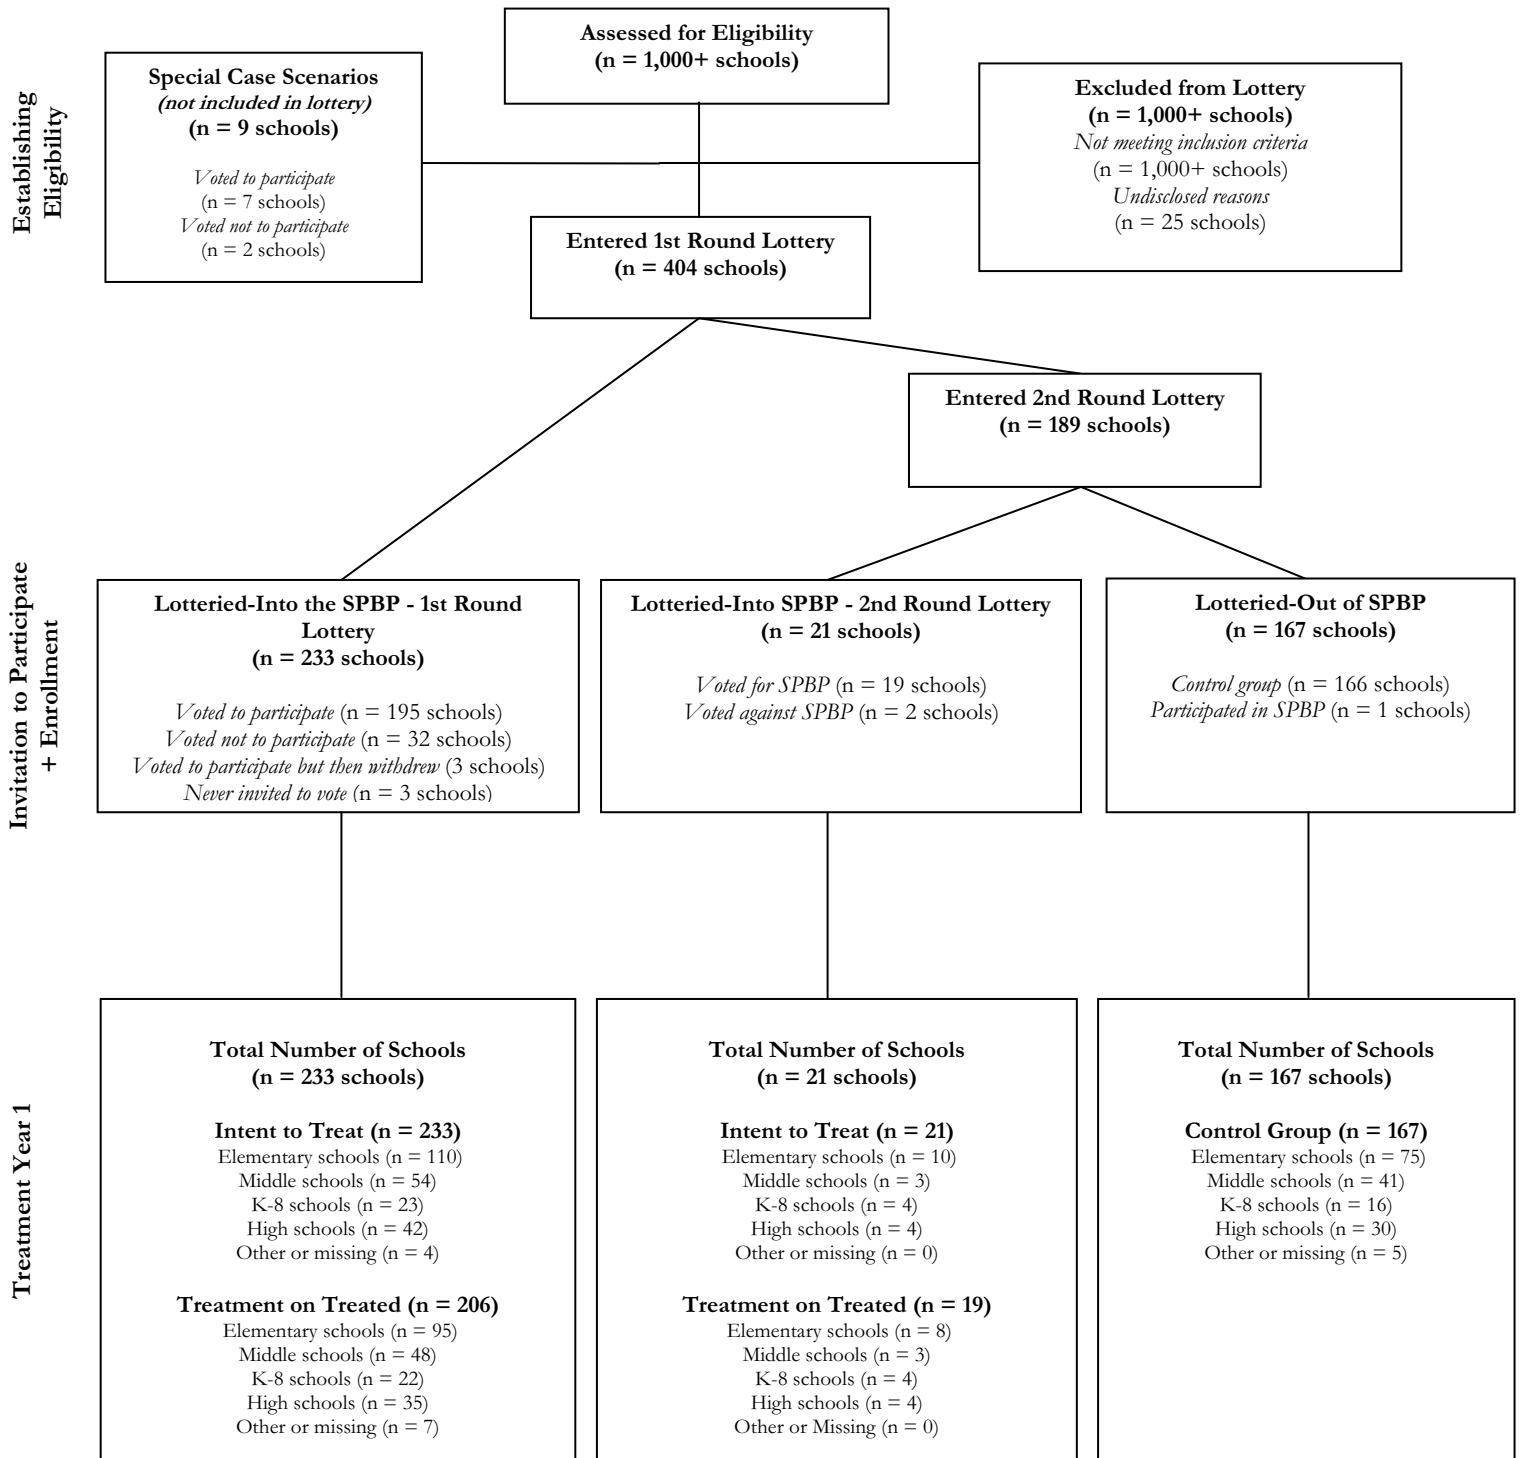 Establishing
Eligibility
Special Case Scenarios
(not included in lottery)
(n = 9 schools)
Voted to participate
(n = 7 schools)
Voted not to participate
(n = 2 schools)
Assessed for Eligibility
(n = 1,000+ schools)
Excluded from Lottery
(n = 1,000+ schools)
Not meeting inclusion criteria
(n = 1,000+ schools)
Undisclosed reasons
(n = 25 schools)
Entered 1st Round Lottery
(n = 404 schools)
Entered 2nd Round Lottery
(n = 189 schools)
Invitation to Participate
+ Enrollment
Lotteried-Into the SPBP - 1st Round
Lottery
(n = 233 schools)
Voted to participate (n = 195 schools)
Voted not to participate (n = 32 schools)
Voted to participate but then withdrew (3 schools)
Never invited to vote (n = 3 schools)
Lotteried-Into SPBP - 2nd Round Lottery
(n = 21 schools)
Voted for SPBP (n = 19 schools)
Voted against SPBP (n = 2 schools)
Lotteried-Out of SPBP
(n = 167 schools)
Control group (n = 166 schools)
Participated in SPBP (n = 1 schools)
Treatment Year 1
Total Number of Schools
(n = 233 schools)
Intent to Treat (n = 233)
Elementary schools (n = 110)
Middle schools (n = 54)
K-8 schools (n = 23)
High schools (n = 42)
Other or missing (n = 4)
Treatment on Treated (n = 206)
Elementary schools (n = 95)
Middle schools (n = 48)
K-8 schools (n = 22)
High schools (n = 35)
Other or missing (n = 7)
Total Number of Schools
(n = 21 schools)
Intent to Treat (n = 21)
Elementary schools (n = 10)
Middle schools (n = 3)
K-8 schools (n = 4)
High schools (n = 4)
Other or missing (n = 0)
Treatment on Treated (n = 19)
Elementary schools (n = 8)
Middle schools (n = 3)
K-8 schools (n = 4)
High schools (n = 4)
Other or Missing (n = 0)
Total Number of Schools
(n = 167 schools)
Control Group (n = 167)
Elementary schools (n = 75)
Middle schools (n = 41)
K-8 schools (n = 16)
High schools (n = 30)
Other or missing (n = 5)